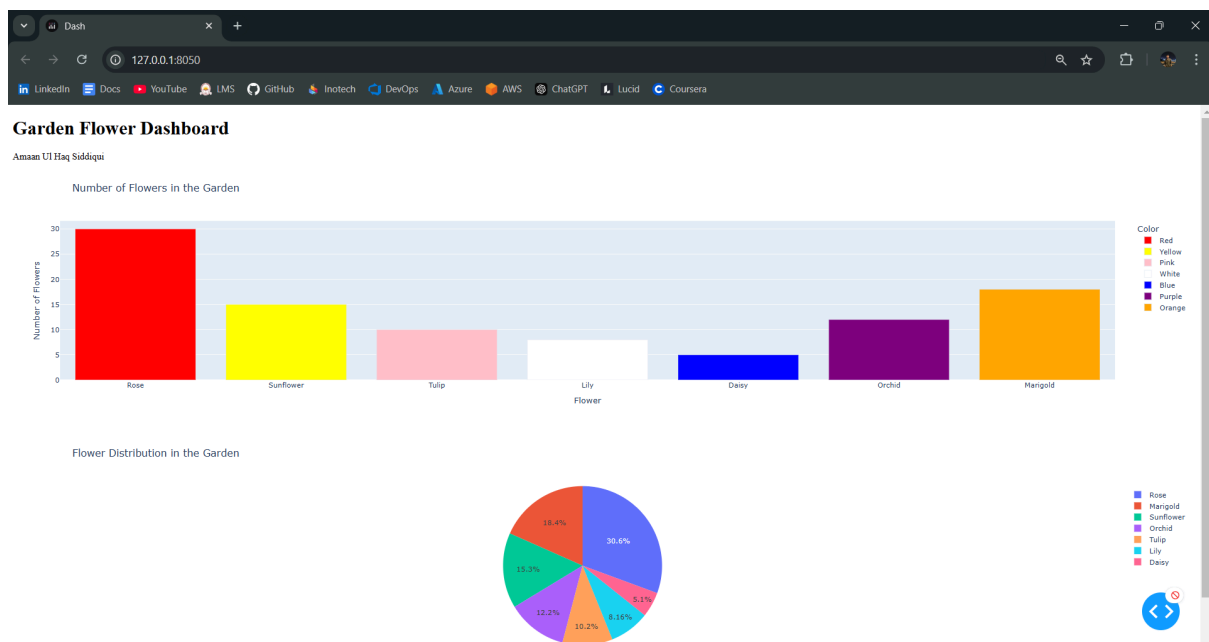 Dash
127.0.0.1:8050
LinkedIn Docs YouTube LMS GitHub Inotech DevOps Azure AWS ChatGPT Lucid Coursera
Garden Flower Dashboard
Amaan Ul Haq Siddiqui
Number of Flowers in the Garden
Number of Flowers
30
25
20
15
10
5
0
Rose Sunflower Tulip Lily Daisy Orchid Marigold
Flower
Color
Red
Yellow
Pink
White
Blue
Purple
Orange
Flower Distribution in the Garden
18.4%
30.6%
15.3%
5.1%
12.2%
8.16%
10.2%
Rose
Marigold
Sunflower
Orchid
Tulip
Lily
Daisy